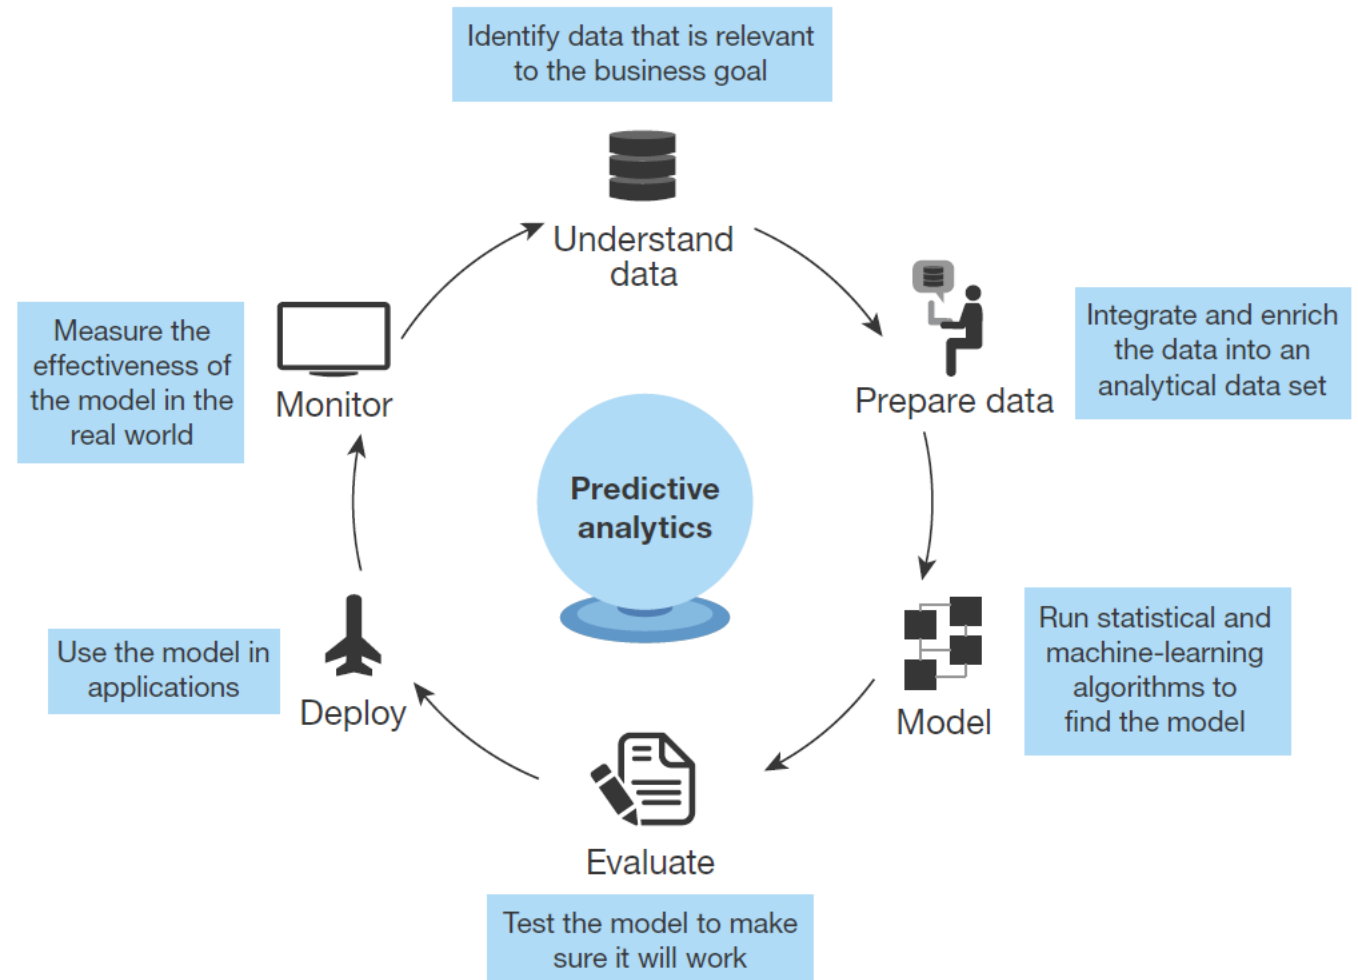 Identify data that is relevant
to the business goal
Understand
data
Integrate and enrich
the data into an
analytical data set
Prepare data
Measure the
effectiveness of
the model in the
real world
Monitor
Predictive
analytics
Run statistical and
machine-learning
algorithms to
find the model
Model
Use the model in
applications
Deploy
Evaluate
Test the model to make
sure it will work